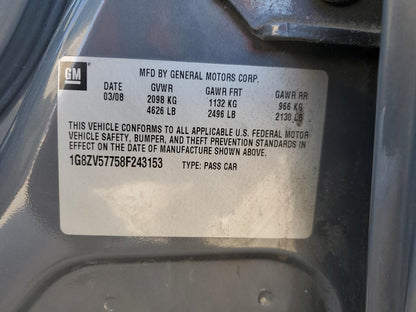 GM
MFD BY GENERAL MOTORS CORP.
DATE GVWR GAWR FRT GAWR RR
03/08 2098 KG 1132 KG 966 KG
4626 LB 2496 LB 2130 LB
THIS VEHICLE CONFORMS TO ALL APPLICABLE U.S. FEDERAL MOTOR
VEHICLE SAFETY, BUMPER, AND THEFT PREVENTION STANDARDS IN
EFFECT ON THE DATE OF MANUFACTURE SHOWN ABOVE.
1G8ZV57758F243153 TYPE: PASS CAR